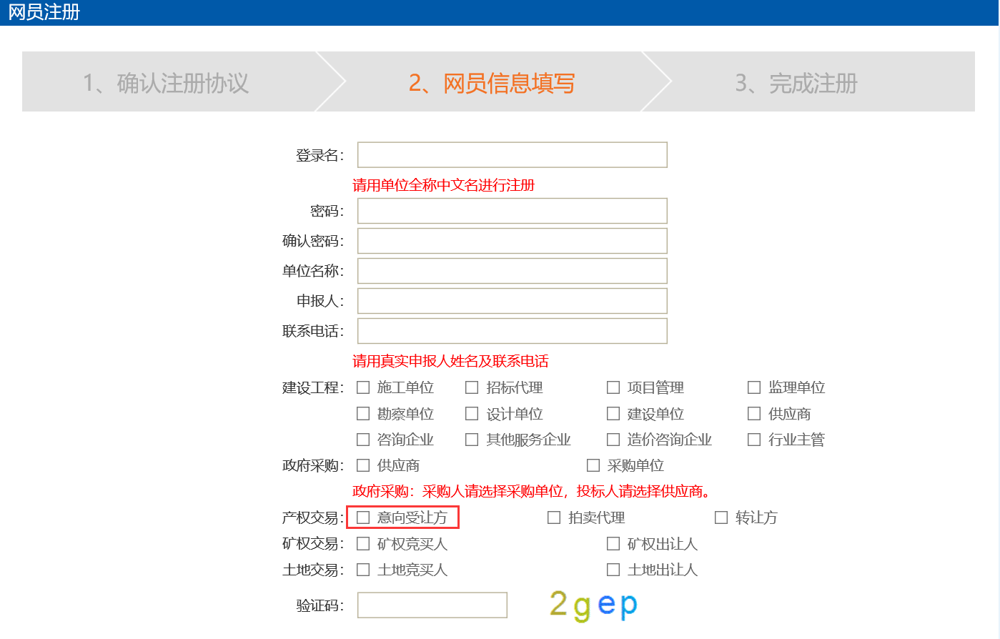 网员注册
1、确认注册协议 2、网员信息填写 3、完成注册
登录名：
请用单位全称中文名进行注册
密码：
确认密码：
单位名称：
申报人：
联系电话：
请用真实申报人姓名及联系电话
建设工程： 施工单位 招标代理 项目管理 监理单位
勘察单位 设计单位 建设单位 供应商
咨询企业 其他服务企业 造价咨询企业 行业主管
政府采购： 供应商 采购单位
政府采购：采购人请选择采购单位，投标人请选择供应商。
产权交易： 意向受让方 拍卖代理 转让方
矿权交易： 矿权竞买人 矿权出让人
土地交易： 土地竞买人 土地出让人
验证码： 2gep